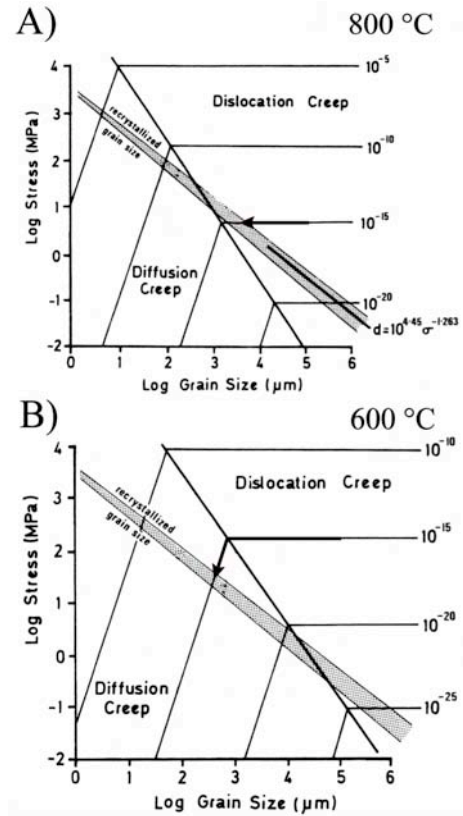 A)
800 °C
Log Stress (MPa)
4
3
2
1
0
-1
-2
recrystallized
grain size
Dislocation Creep
Diffusion
Creep
10⁻⁵
10⁻¹⁰
10⁻¹⁵
10⁻²⁰
d=10⁴·⁴⁵ σ⁻¹·²⁶³
0 1 2 3 4 5 6
Log Grain Size (μm)
B)
600 °C
Log Stress (MPa)
4
3
2
1
0
-1
-2
recrystallized
grain size
Dislocation Creep
Diffusion
Creep
10⁻¹⁰
10⁻¹⁵
10⁻²⁰
10⁻²⁵
0 1 2 3 4 5 6
Log Grain Size (μm)